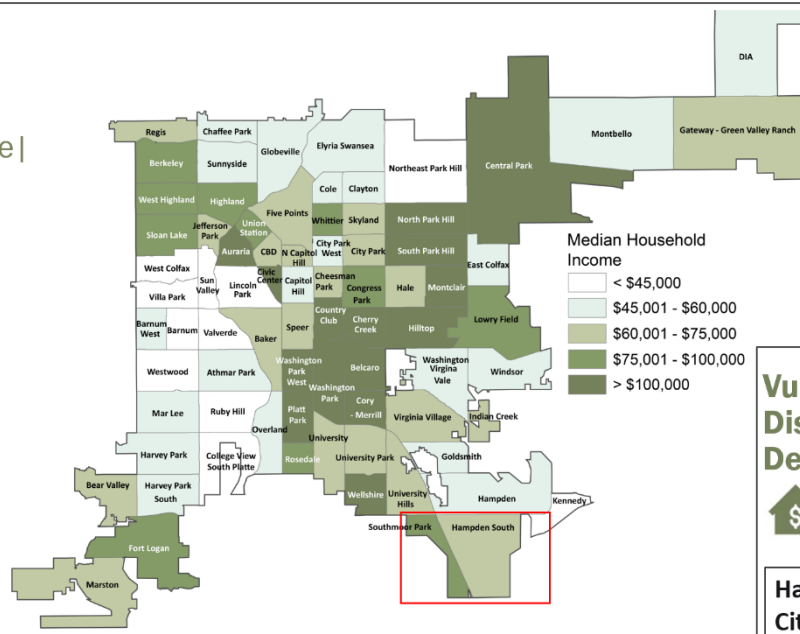 e|
DIA
Regis
Chaffee Park
Globeville
Elyria Swansea
Montbello
Gateway - Green Valley Ranch
Berkeley
Sunnyside
Northeast Park Hill
Central Park
Cole
Clayton
West Highland
Highland
Five Points
Whittier
Skyland
North Park Hill
Sloan Lake
Jefferson
Park
Union
Station
Auraria
CBD
N Capitol
Hill
City Park
West
City Park
South Park Hill
East Colfax
West Colfax
Sun
Valley
Lincoln
Park
Civic
Center
Capitol
Hill
Cheesman
Park
Congress
Park
Hale
Montclair
Villa Park
Barnum
West
Barnum
Valverde
Baker
Speer
Country
Club
Cherry
Creek
Hilltop
Lowry Field
Westwood
Athmar Park
Washington
Park
West
Washington
Park
Belcaro
Washington
Virgina
Vale
Windsor
Mar Lee
Ruby Hill
Overland
Platt
Park
Cory
- Merrill
Virginia Village
Indian Creek
Harvey Park
College View
South Platte
Rosedale
University
University Park
Goldsmith
Bear Valley
Harvey Park
South
Wellshire
University
Hills
Hampden
Kennedy
Southmoor Park
Hampden South
Fort Logan
Marston
Median Household
Income
< $45,000
$45,001 - $60,000
$60,001 - $75,000
$75,001 - $100,000
> $100,000
Vu
Dis
De
$
Ha
Cit